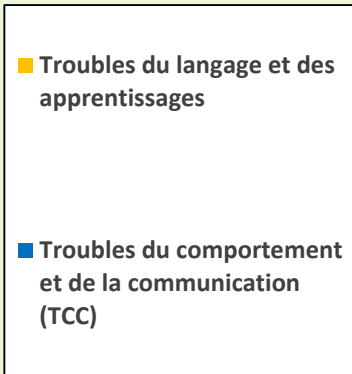 Troubles du langage et des
apprentissages
Troubles du comportement
et de la communication
(TCC)